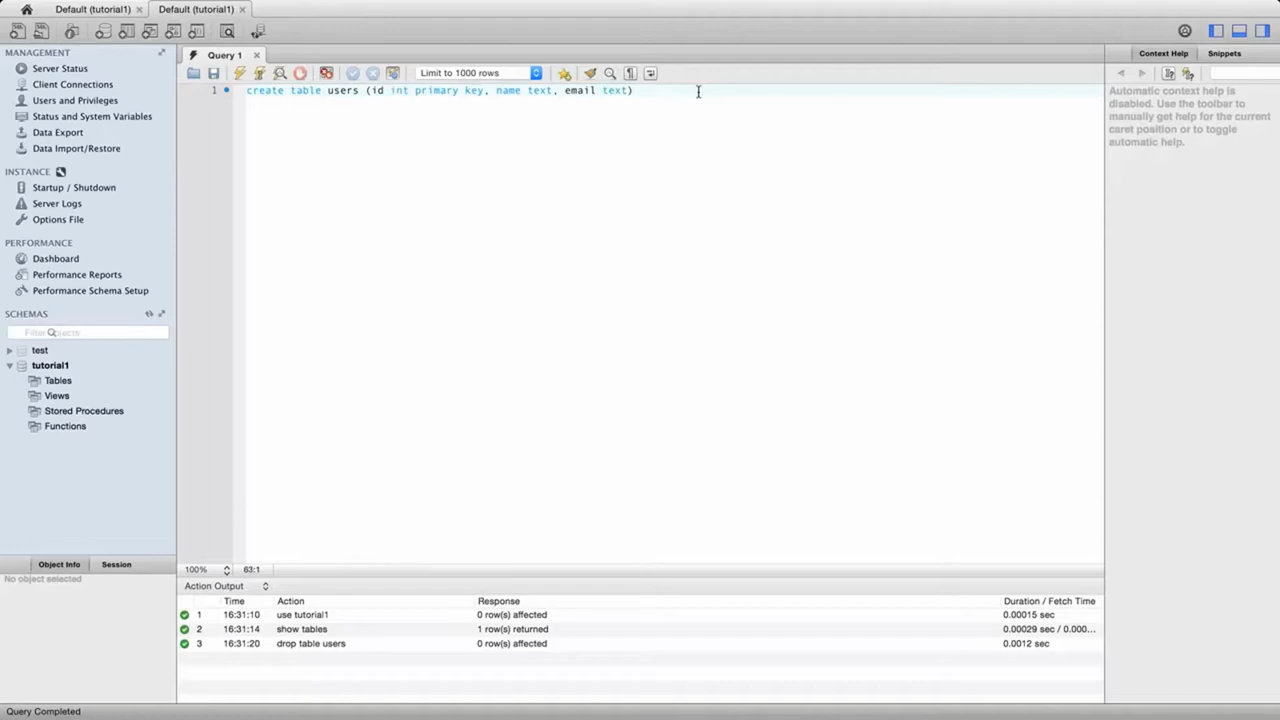 Default (tutorial1)
Default (tutorial1)
MANAGEMENT
Server Status
Client Connections
Users and Privileges
Status and System Variables
Data Export
Data Import/Restore
INSTANCE
Startup / Shutdown
Server Logs
Options File
PERFORMANCE
Dashboard
Performance Reports
Performance Schema Setup
SCHEMAS
Filter objects
test
tutorial1
Tables
Views
Stored Procedures
Functions
Object Info Session
No object selected
Query 1
Limit to 1000 rows
1 create table users (id int primary key, name text, email text)
100% 63:1
Action Output
Time Action Response Duration / Fetch Time
1 16:31:10 use tutorial1 0 row(s) affected 0.00015 sec
2 16:31:14 show tables 1 row(s) returned 0.00029 sec / 0.000...
3 16:31:20 drop table users 0 row(s) affected 0.0012 sec
Context Help Snippets
Automatic context help is
disabled. Use the toolbar to
manually get help for the current
caret position or to toggle
automatic help.
Query Completed